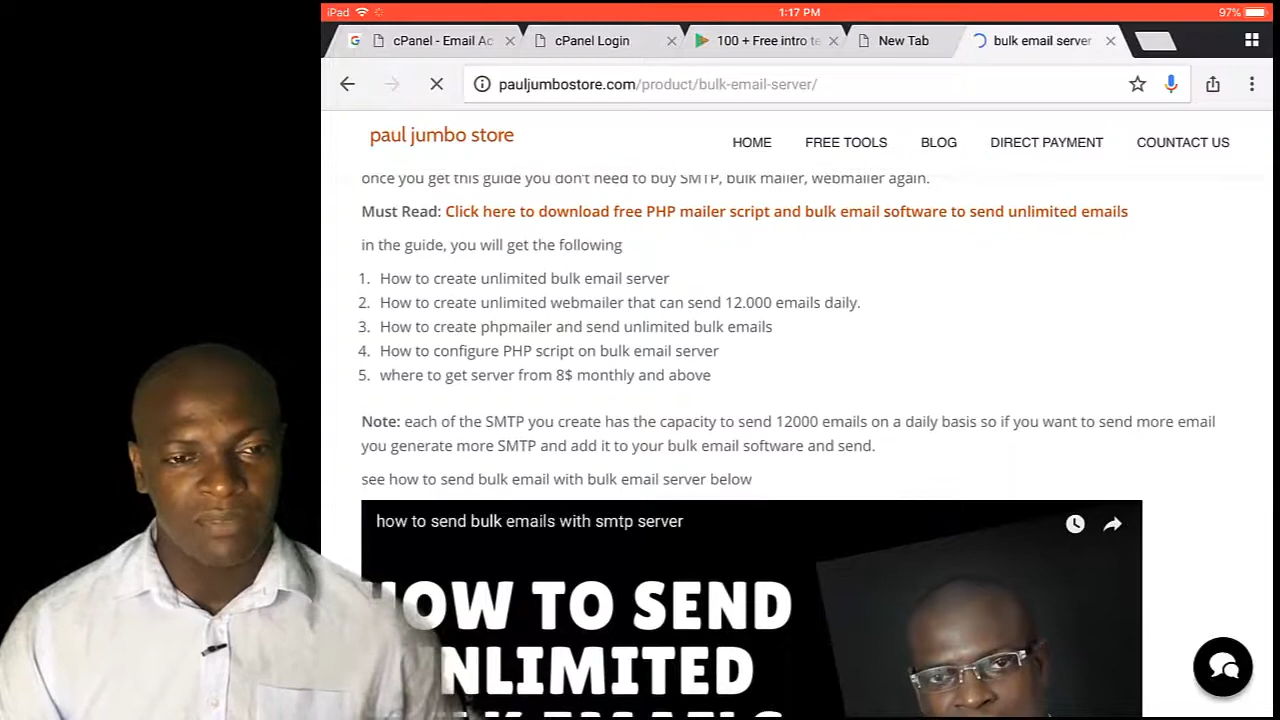 iPad 1:17 PM 97%
cPanel - Email Ac cPanel Login 100 + Free intro te New Tab bulk email server
pauljumbostore.com/product/bulk-email-server/
paul jumbo store HOME FREE TOOLS BLOG DIRECT PAYMENT COUNTACT US
once you get this guide you don't need to buy SMTP, bulk mailer, webmailer again.
Must Read: Click here to download free PHP mailer script and bulk email software to send unlimited emails
in the guide, you will get the following
1. How to create unlimited bulk email server
2. How to create unlimited webmailer that can send 12.000 emails daily.
3. How to create phpmailer and send unlimited bulk emails
4. How to configure PHP script on bulk email server
5. where to get server from 8$ monthly and above
Note: each of the SMTP you create has the capacity to send 12000 emails on a daily basis so if you want to send more email
you generate more SMTP and add it to your bulk email software and send.
see how to send bulk email with bulk email server below
how to send bulk emails with smtp server
HOW TO SEND
UNLIMITED
BULK EMAILS